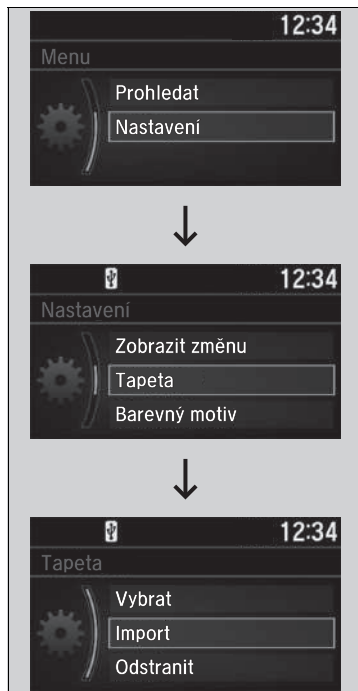 12:34
Menu
Prohledat
Nastavení
12:34
Nastavení
Zobrazit změnu
Tapeta
Barevný motiv
12:34
Tapeta
Vybrat
Import
Odstranit